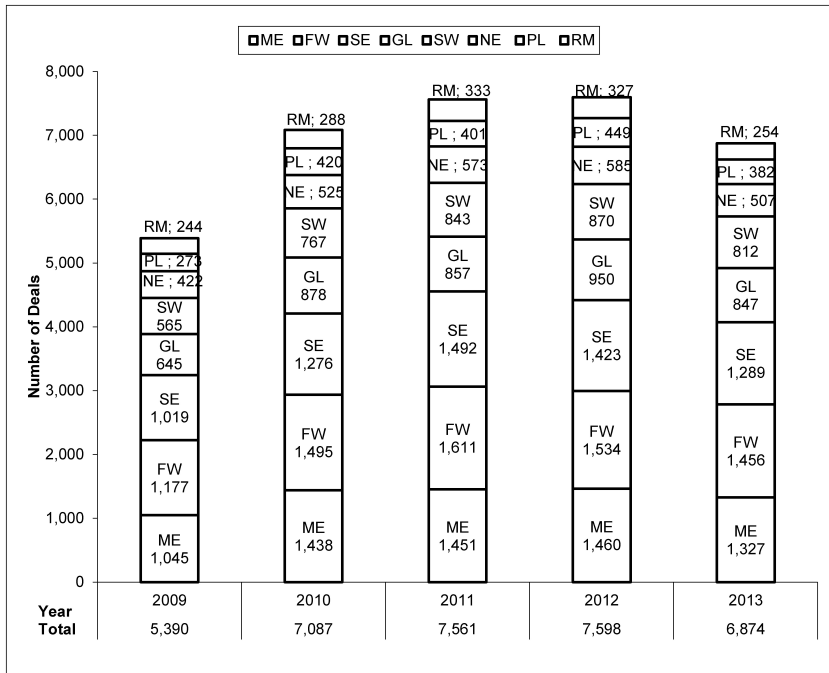 ME FW SE GL SW NE PL RM
Number of Deals
8,000
7,000
6,000
5,000
4,000
3,000
2,000
1,000
0
RM; 244
PL ; 273
NE ; 422
SW
565
GL
645
SE
1,019
FW
1,177
ME
1,045
RM; 288
PL ; 420
NE ; 525
SW
767
GL
878
SE
1,276
FW
1,495
ME
1,438
RM; 333
PL ; 401
NE ; 573
SW
843
GL
857
SE
1,492
FW
1,611
ME
1,451
RM; 327
PL ; 449
NE ; 585
SW
870
GL
950
SE
1,423
FW
1,534
ME
1,460
RM; 254
PL ; 382
NE ; 507
SW
812
GL
847
SE
1,289
FW
1,456
ME
1,327
Year 2009 2010 2011 2012 2013
Total 5,390 7,087 7,561 7,598 6,874